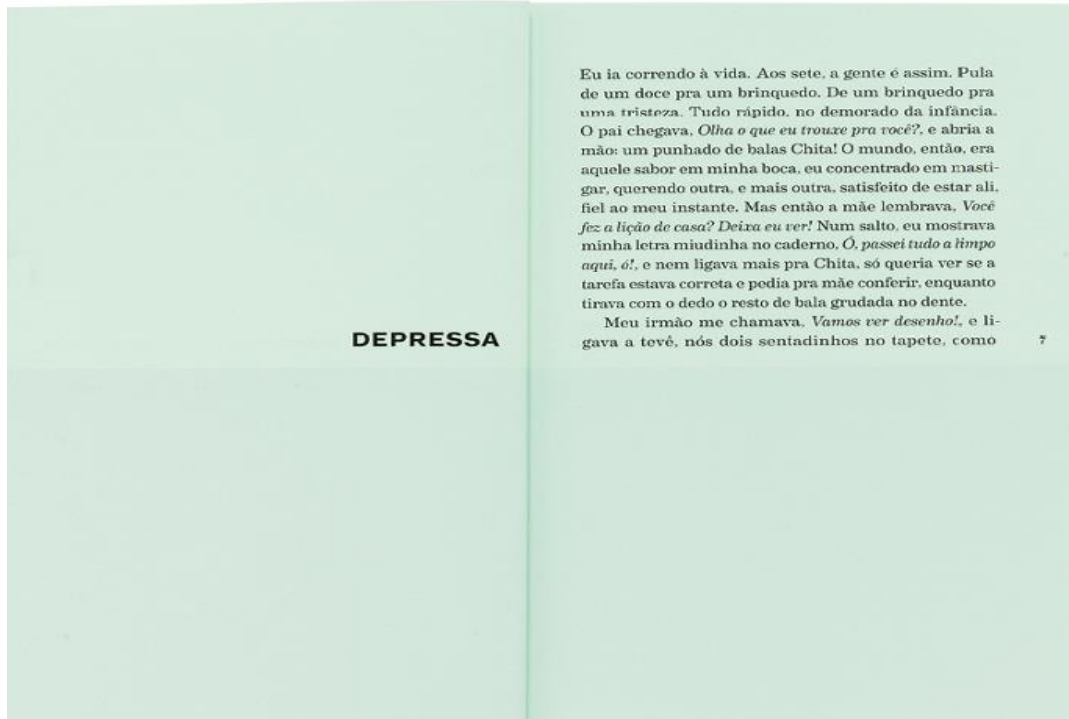 DEPRESSA
Eu ia correndo à vida. Aos sete, a gente é assim. Pula
de um doce pra um brinquedo. De um brinquedo pra
uma tristeza. Tudo rápido, no demorado da infância.
O pai chegava, Olha o que eu trouxe pra você?, e abria a
mão: um punhado de balas Chita! O mundo, então, era
aquele sabor em minha boca, eu concentrado em masti-
gar, querendo outra, e mais outra, satisfeito de estar ali,
fiel ao meu instante. Mas então a mãe lembrava, Você
fez a lição de casa? Deixa eu ver! Num salto, eu mostrava
minha letra miudinha no caderno, Ó, passei tudo a limpo
aqui, ó!, e nem ligava mais pra Chita, só queria ver se a
tarefa estava correta e pedia pra mãe conferir, enquanto
tirava com o dedo o resto de bala grudada no dente.
Meu irmão me chamava, Vamos ver desenho!, e li-
gava a tevê, nós dois sentadinhos no tapete, como
7